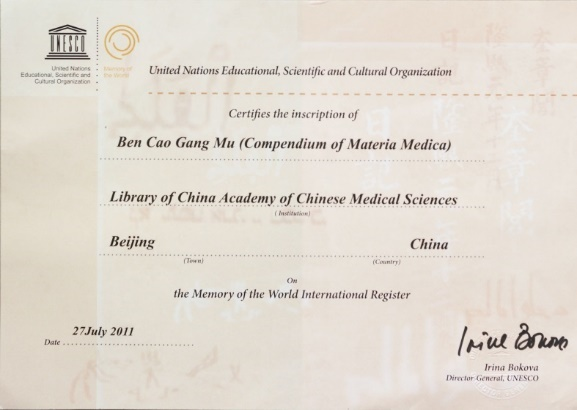 UNESCO
United Nations
Educational, Scientific and
Cultural Organization
Memory of
the World
United Nations Educational, Scientific and Cultural Organization
Certifies the inscription of
Ben Cao Gang Mu (Compendium of Materia Medica)
Library of China Academy of Chinese Medical Sciences
(Institution)
Beijing China
(Town) (Country)
On
the Memory of the World International Register
Date 27July 2011
Irina Bokova
Irina Bokova
Director-General, UNESCO